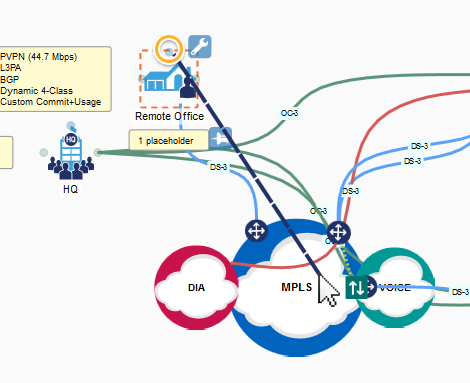 PVPN (44.7 Mbps)
L3PA
BGP
Dynamic 4-Class
Custom Commit+Usage
Remote Office
OC-3
1 placeholder
HQ
HQ
DS-3
DS-3
DS-3
DS-3
OC-3
DIA
MPLS
VOICE
DS-3